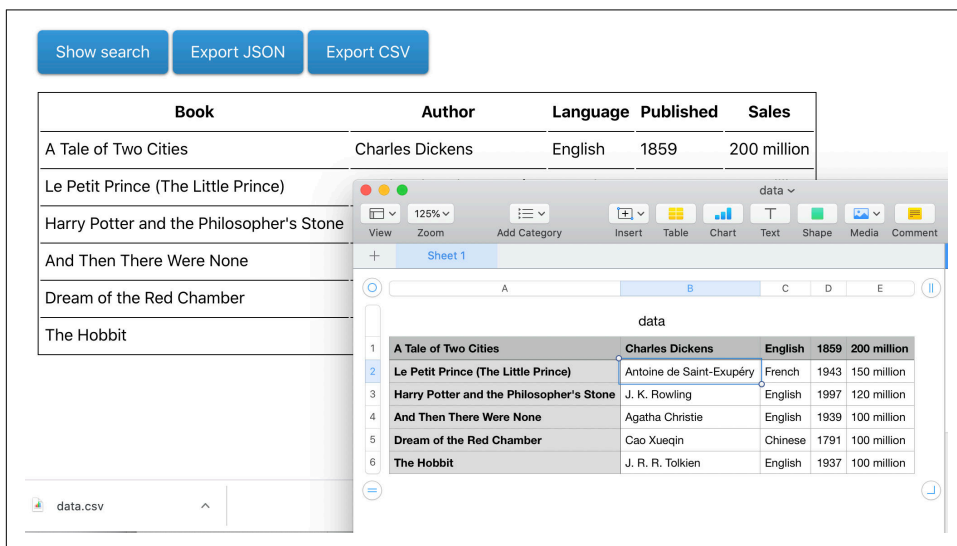 Show search Export JSON Export CSV
Book Author Language Published Sales
A Tale of Two Cities Charles Dickens English 1859 200 million
Le Petit Prince (The Little Prince)
Harry Potter and the Philosopher's Stone
And Then There Were None
Dream of the Red Chamber
The Hobbit
data
125%
View Zoom Add Category Insert Table Chart Text Shape Media Comment
+ Sheet 1
A B C D E
data
1 A Tale of Two Cities Charles Dickens English 1859 200 million
2 Le Petit Prince (The Little Prince) Antoine de Saint-Exupéry French 1943 150 million
3 Harry Potter and the Philosopher's Stone J. K. Rowling English 1997 120 million
4 And Then There Were None Agatha Christie English 1939 100 million
5 Dream of the Red Chamber Cao Xueqin Chinese 1791 100 million
6 The Hobbit J. R. R. Tolkien English 1937 100 million
data.csv